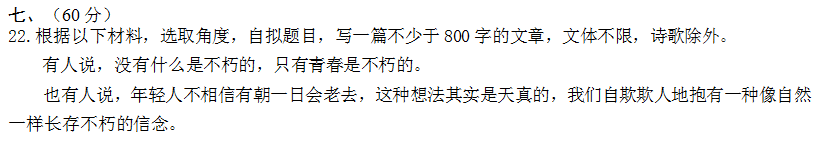 七、（60 分）
22.根据以下材料，选取角度，自拟题目，写一篇不少于 800 字的文章，文体不限，诗歌除外。
有人说，没有什么是不朽的，只有青春是不朽的。
也有人说，年轻人不相信有朝一日会老去，这种想法其实是天真的，我们自欺欺人地抱有一种像自然
一样长存不朽的信念。